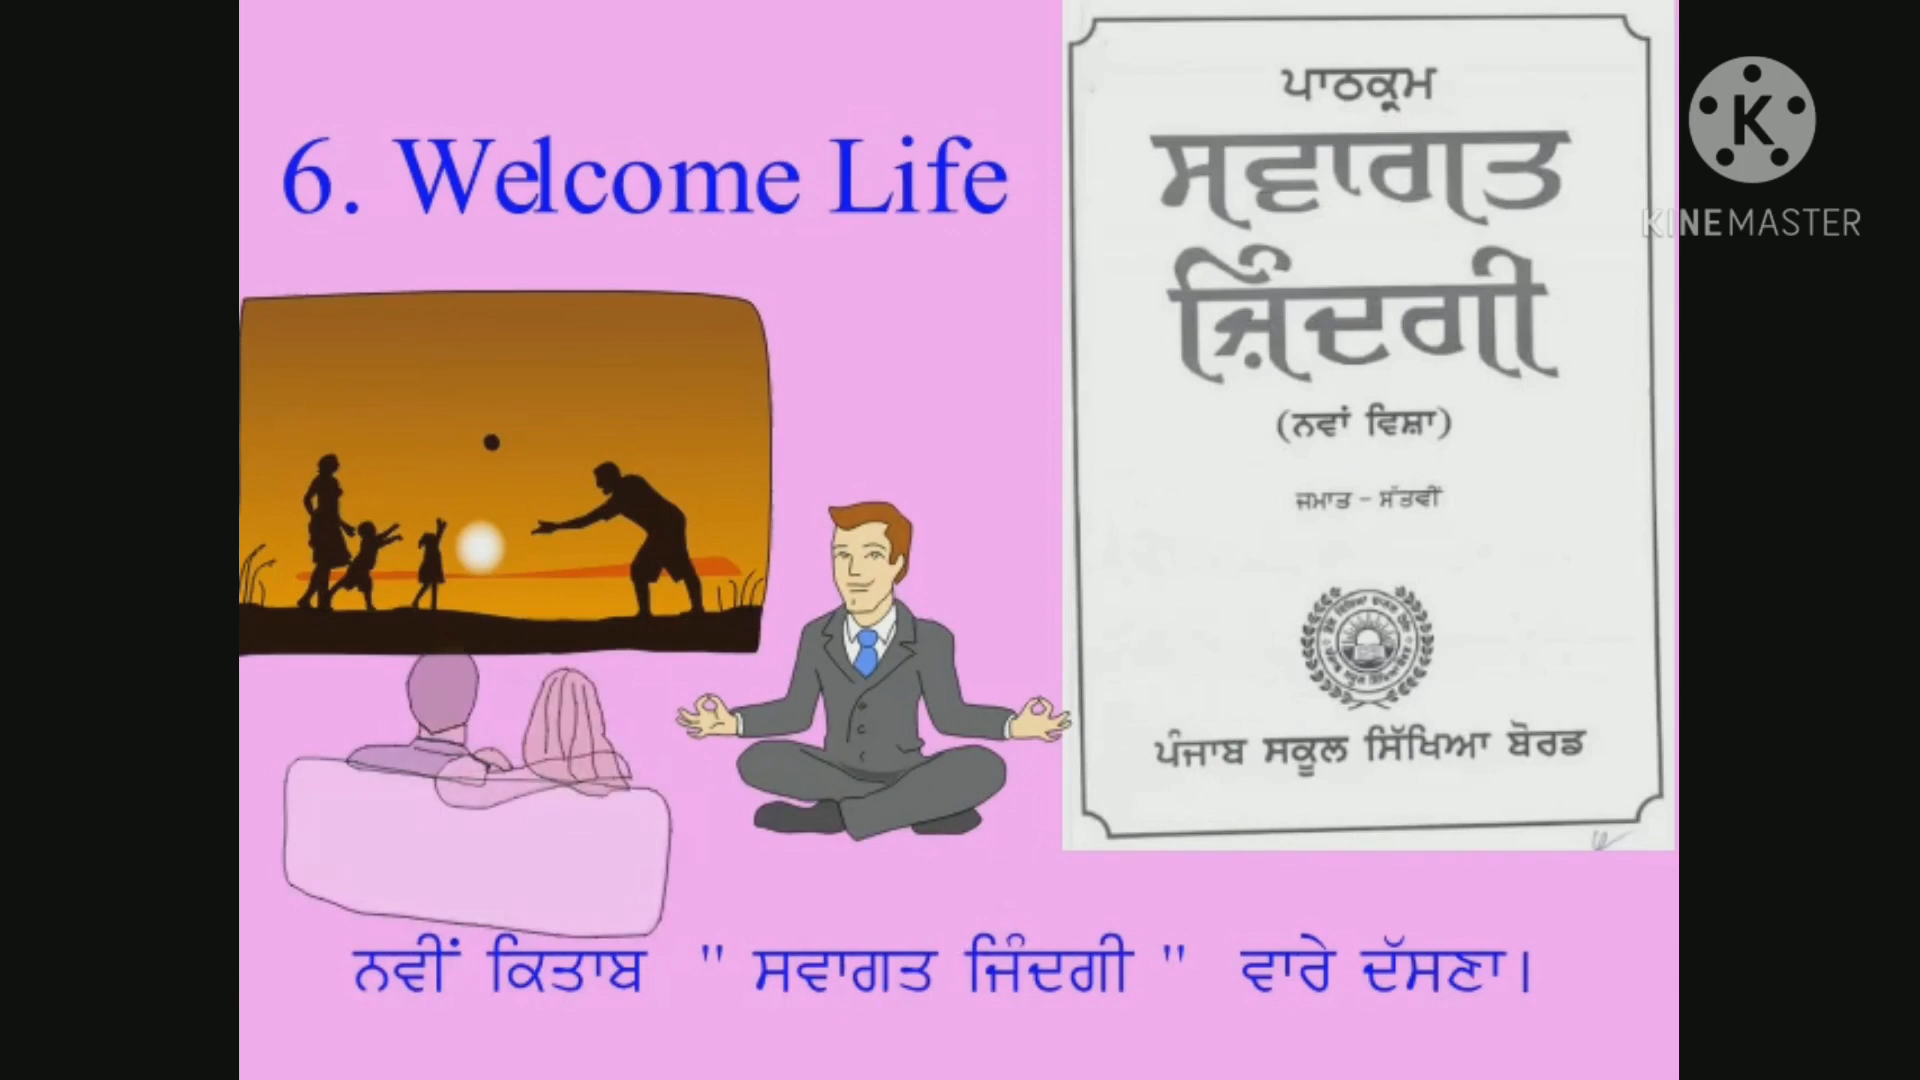 6. Welcome Life
ਪਾਠਕ੍ਰਮ
ਸਵਾਗਤ
ਜ਼ਿੰਦਗੀ
(ਨਵਾਂ ਵਿਸ਼ਾ)
ਜਮਾਤ - ਸੱਤਵੀਂ
ਪੰਜਾਬ ਸਕੂਲ ਸਿੱਖਿਆ ਬੋਰਡ
ਨਵੀਂ ਕਿਤਾਬ " ਸਵਾਗਤ ਜਿੰਦਗੀ " ਵਾਰੇ ਦੱਸਣਾ।
K
KINEMASTER